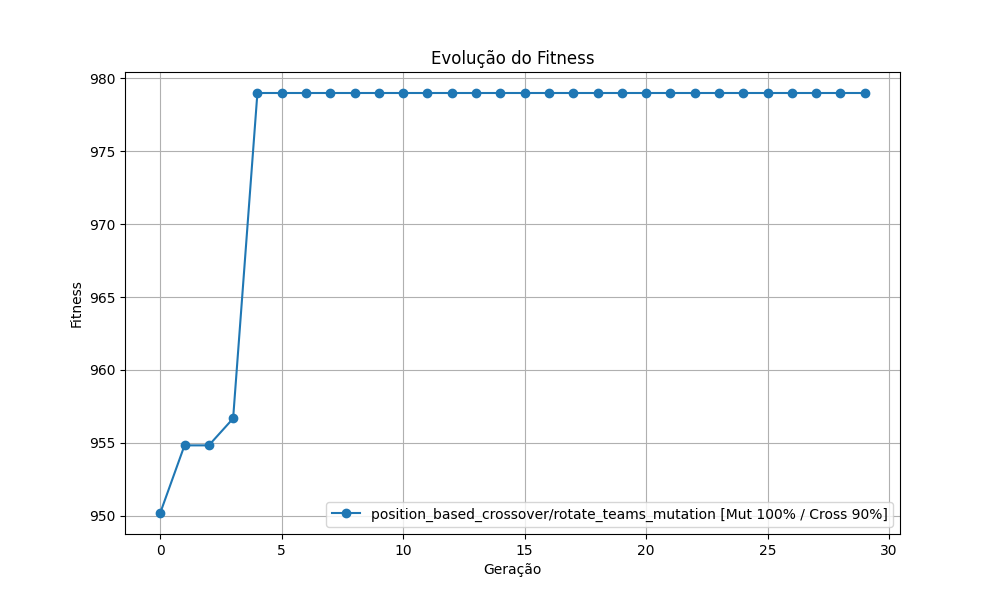 Evolução do Fitness
980
975
970
965
960
955
950
Fitness
position_based_crossover/rotate_teams_mutation [Mut 100% / Cross 90%]
0 5 10 15 20 25 30
Geração